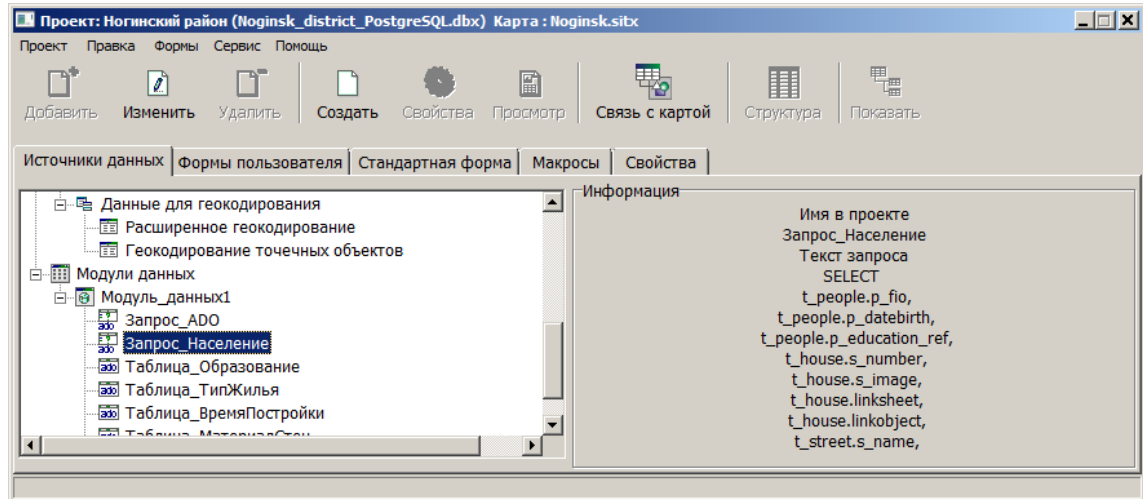 Проект: Ногинский район (Noginsk_district_PostgreSQL.dbx) Карта : Noginsk.sitx
Проект Правка Формы Сервис Помощь
Добавить Изменить Удалить Создать Свойства Просмотр Связь с картой Структура Показать
Источники данных Формы пользователя Стандартная форма Макросы Свойства
Данные для геокодирования
Расширенное геокодирование
Геокодирование точечных объектов
Модули данных
Модуль_данных1
Запрос_ADO
Запрос_Население
Таблица_Образование
Таблица_ТипЖилья
Таблица_ВремяПостройки
Таблица_МатериалСтен
Информация
Имя в проекте
Запрос_Население
Текст запроса
SELECT
t_people.p_fio,
t_people.p_datebirth,
t_people.p_education_ref,
t_house.s_number,
t_house.s_image,
t_house.linksheet,
t_house.linkobject,
t_street.s_name,